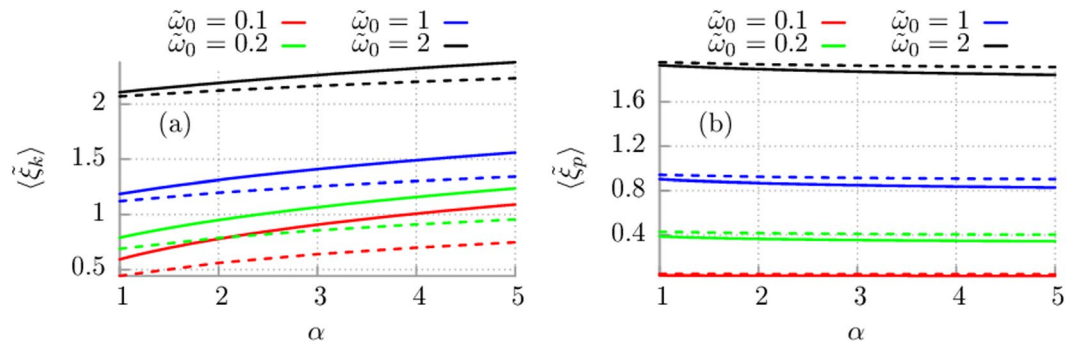 ω̃₀ = 0.1 ω̃₀ = 1
ω̃₀ = 0.2 ω̃₀ = 2
(a)
2
1.5
1
0.5
⟨ξ̃ₖ⟩
1 2 3 4 5
α
ω̃₀ = 0.1 ω̃₀ = 1
ω̃₀ = 0.2 ω̃₀ = 2
(b)
1.6
1.2
0.8
0.4
⟨ξ̃ₚ⟩
1 2 3 4 5
α